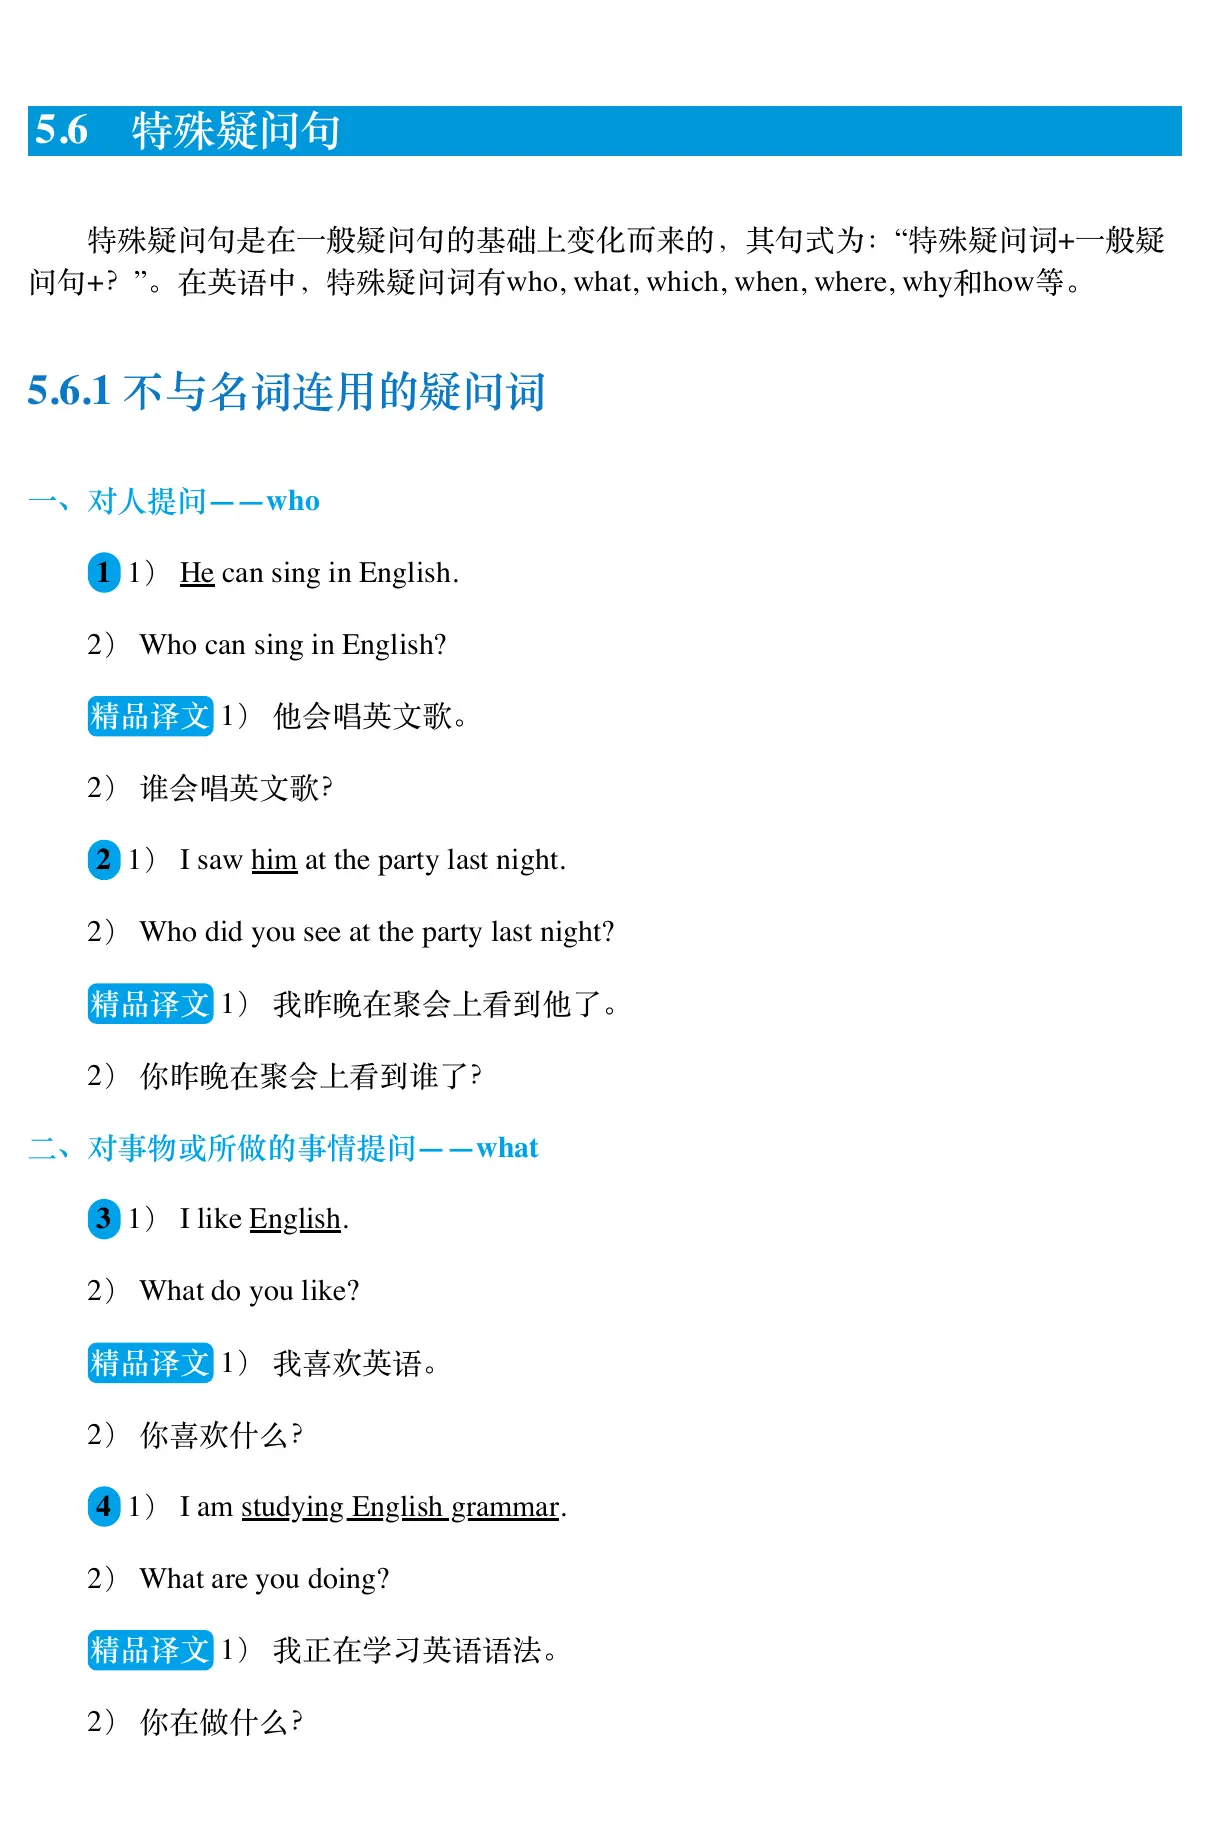 5.6 特殊疑问句
特殊疑问句是在一般疑问句的基础上变化而来的，其句式为：“特殊疑问词+一般疑
问句+？”。在英语中，特殊疑问词有who, what, which, when, where, why和how等。
5.6.1 不与名词连用的疑问词
一、对人提问——who
1 1） He can sing in English.
2） Who can sing in English?
精品译文 1） 他会唱英文歌。
2） 谁会唱英文歌？
2 1） I saw him at the party last night.
2） Who did you see at the party last night?
精品译文 1） 我昨晚在聚会上看到他了。
2） 你昨晚在聚会上看到谁了？
二、对事物或所做的事情提问——what
3 1） I like English.
2） What do you like?
精品译文 1） 我喜欢英语。
2） 你喜欢什么？
4 1） I am studying English grammar.
2） What are you doing?
精品译文 1） 我正在学习英语语法。
2） 你在做什么？